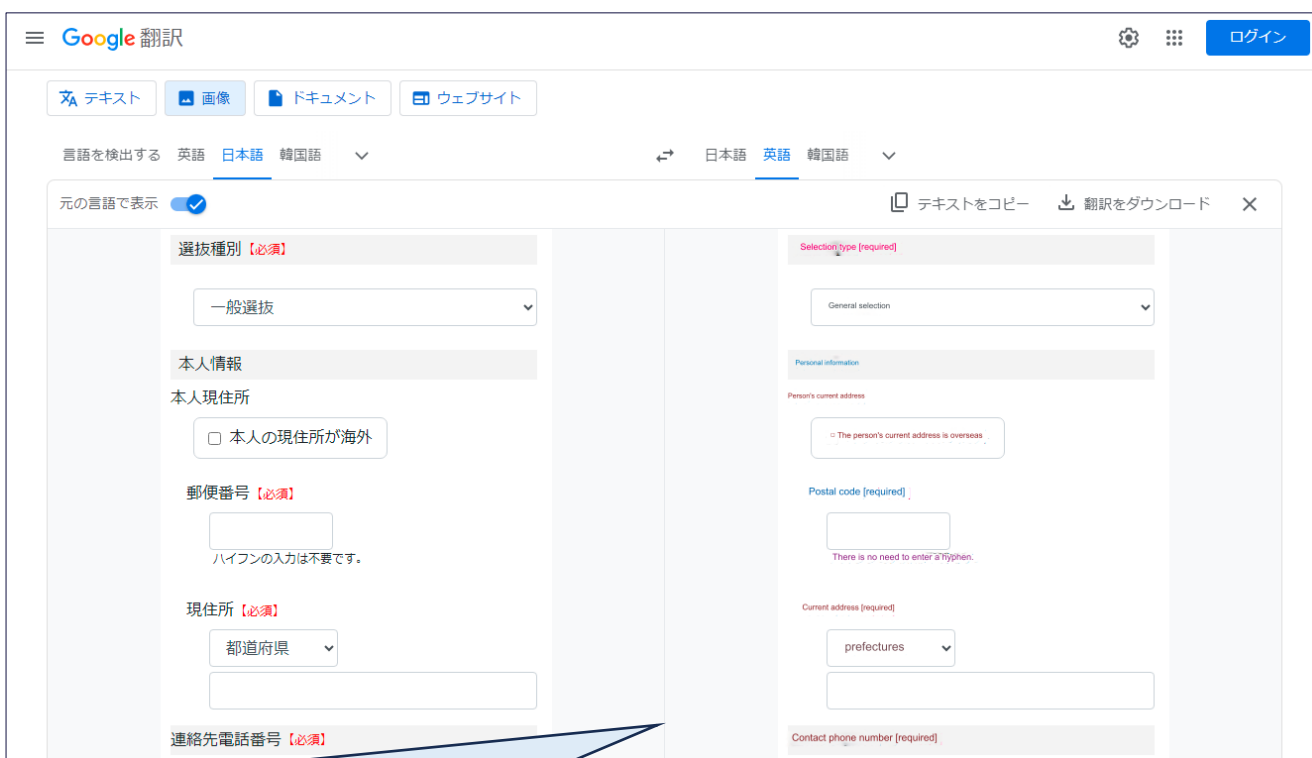 Google 翻訳
ログイン
テキスト 画像 ドキュメント ウェブサイト
言語を検出する 英語 日本語 韓国語
日本語 英語 韓国語
元の言語で表示
テキストをコピー 翻訳をダウンロード
選抜種別【必須】
一般選抜
本人情報
本人現住所
本人の現住所が海外
郵便番号【必須】
ハイフンの入力は不要です。
現住所【必須】
都道府県
連絡先電話番号【必須】
Selection type [required]
General selection
Personal information
Person's current address
The person's current address is overseas
Postal code [required]
There is no need to enter a hyphen.
Current address [required]
prefectures
Contact phone number [required]